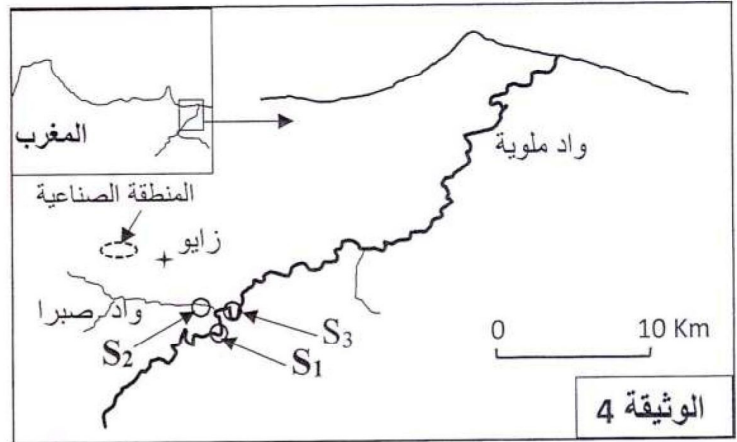 المغرب
واد ملوية
المنطقة الصناعية
زايو
واد صبرا
S₂
S₁
S₃
0 10 Km
الوثيقة 4